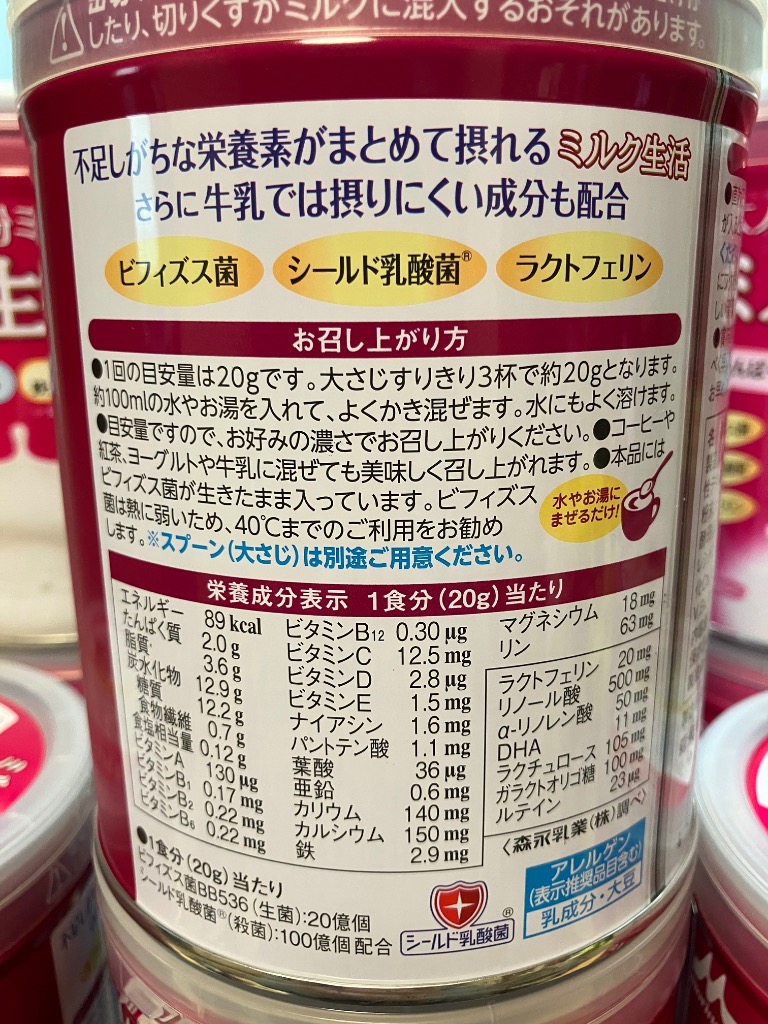 したり、切りくずがミルクに混入するおそれがあります。
不足しがちな栄養素がまとめて摂れるミルク生活
さらに牛乳では摂りにくい成分も配合
ビフィズス菌
シールド乳酸菌®
ラクトフェリン
お召し上がり方
●1回の目安量は20gです。大さじすりきり3杯で約20gとなります。
約100mlの水やお湯を入れて、よくかき混ぜます。水にもよく溶けます。
●目安量ですので、お好みの濃さでお召し上がりください。●コーヒーや
紅茶、ヨーグルトや牛乳に混ぜても美味しく召し上がれます。●本品には
ビフィズス菌が生きたまま入っています。ビフィズス
菌は熱に弱いため、40℃までのご利用をお勧め
します。※スプーン(大さじ)は別途ご用意ください。
水やお湯に
まぜるだけ!
栄養成分表示 1食分(20g)当たり
エネルギー 89 kcal
たんぱく質 2.0 g
脂質 3.6 g
炭水化物 12.9 g
糖質 12.2 g
食物繊維 0.7 g
食塩相当量 0.12 g
ビタミンA 130 μg
ビタミンB1 0.17 mg
ビタミンB2 0.22 mg
ビタミンB6 0.22 mg
ビタミンB12 0.30 μg
ビタミンC 12.5 mg
ビタミンD 2.8 μg
ビタミンE 1.5 mg
ナイアシン 1.6 mg
パントテン酸 1.1 mg
葉酸 36 μg
亜鉛 0.6 mg
カリウム 140 mg
カルシウム 150 mg
鉄 2.9 mg
マグネシウム 18 mg
リン 63 mg
ラクトフェリン 20 mg
リノール酸 500 mg
α-リノレン酸 50 mg
DHA 11 mg
ラクチュロース 105 mg
ガラクトオリゴ糖 100 mg
ルテイン 23 μg
〈森永乳業(株)調べ〉
●1食分(20g)当たり
ビフィズス菌BB536(生菌):20億個
シールド乳酸菌®(殺菌):100億個配合
シールド乳酸菌®
アレルゲン
(表示推奨品目含む)
乳成分・大豆